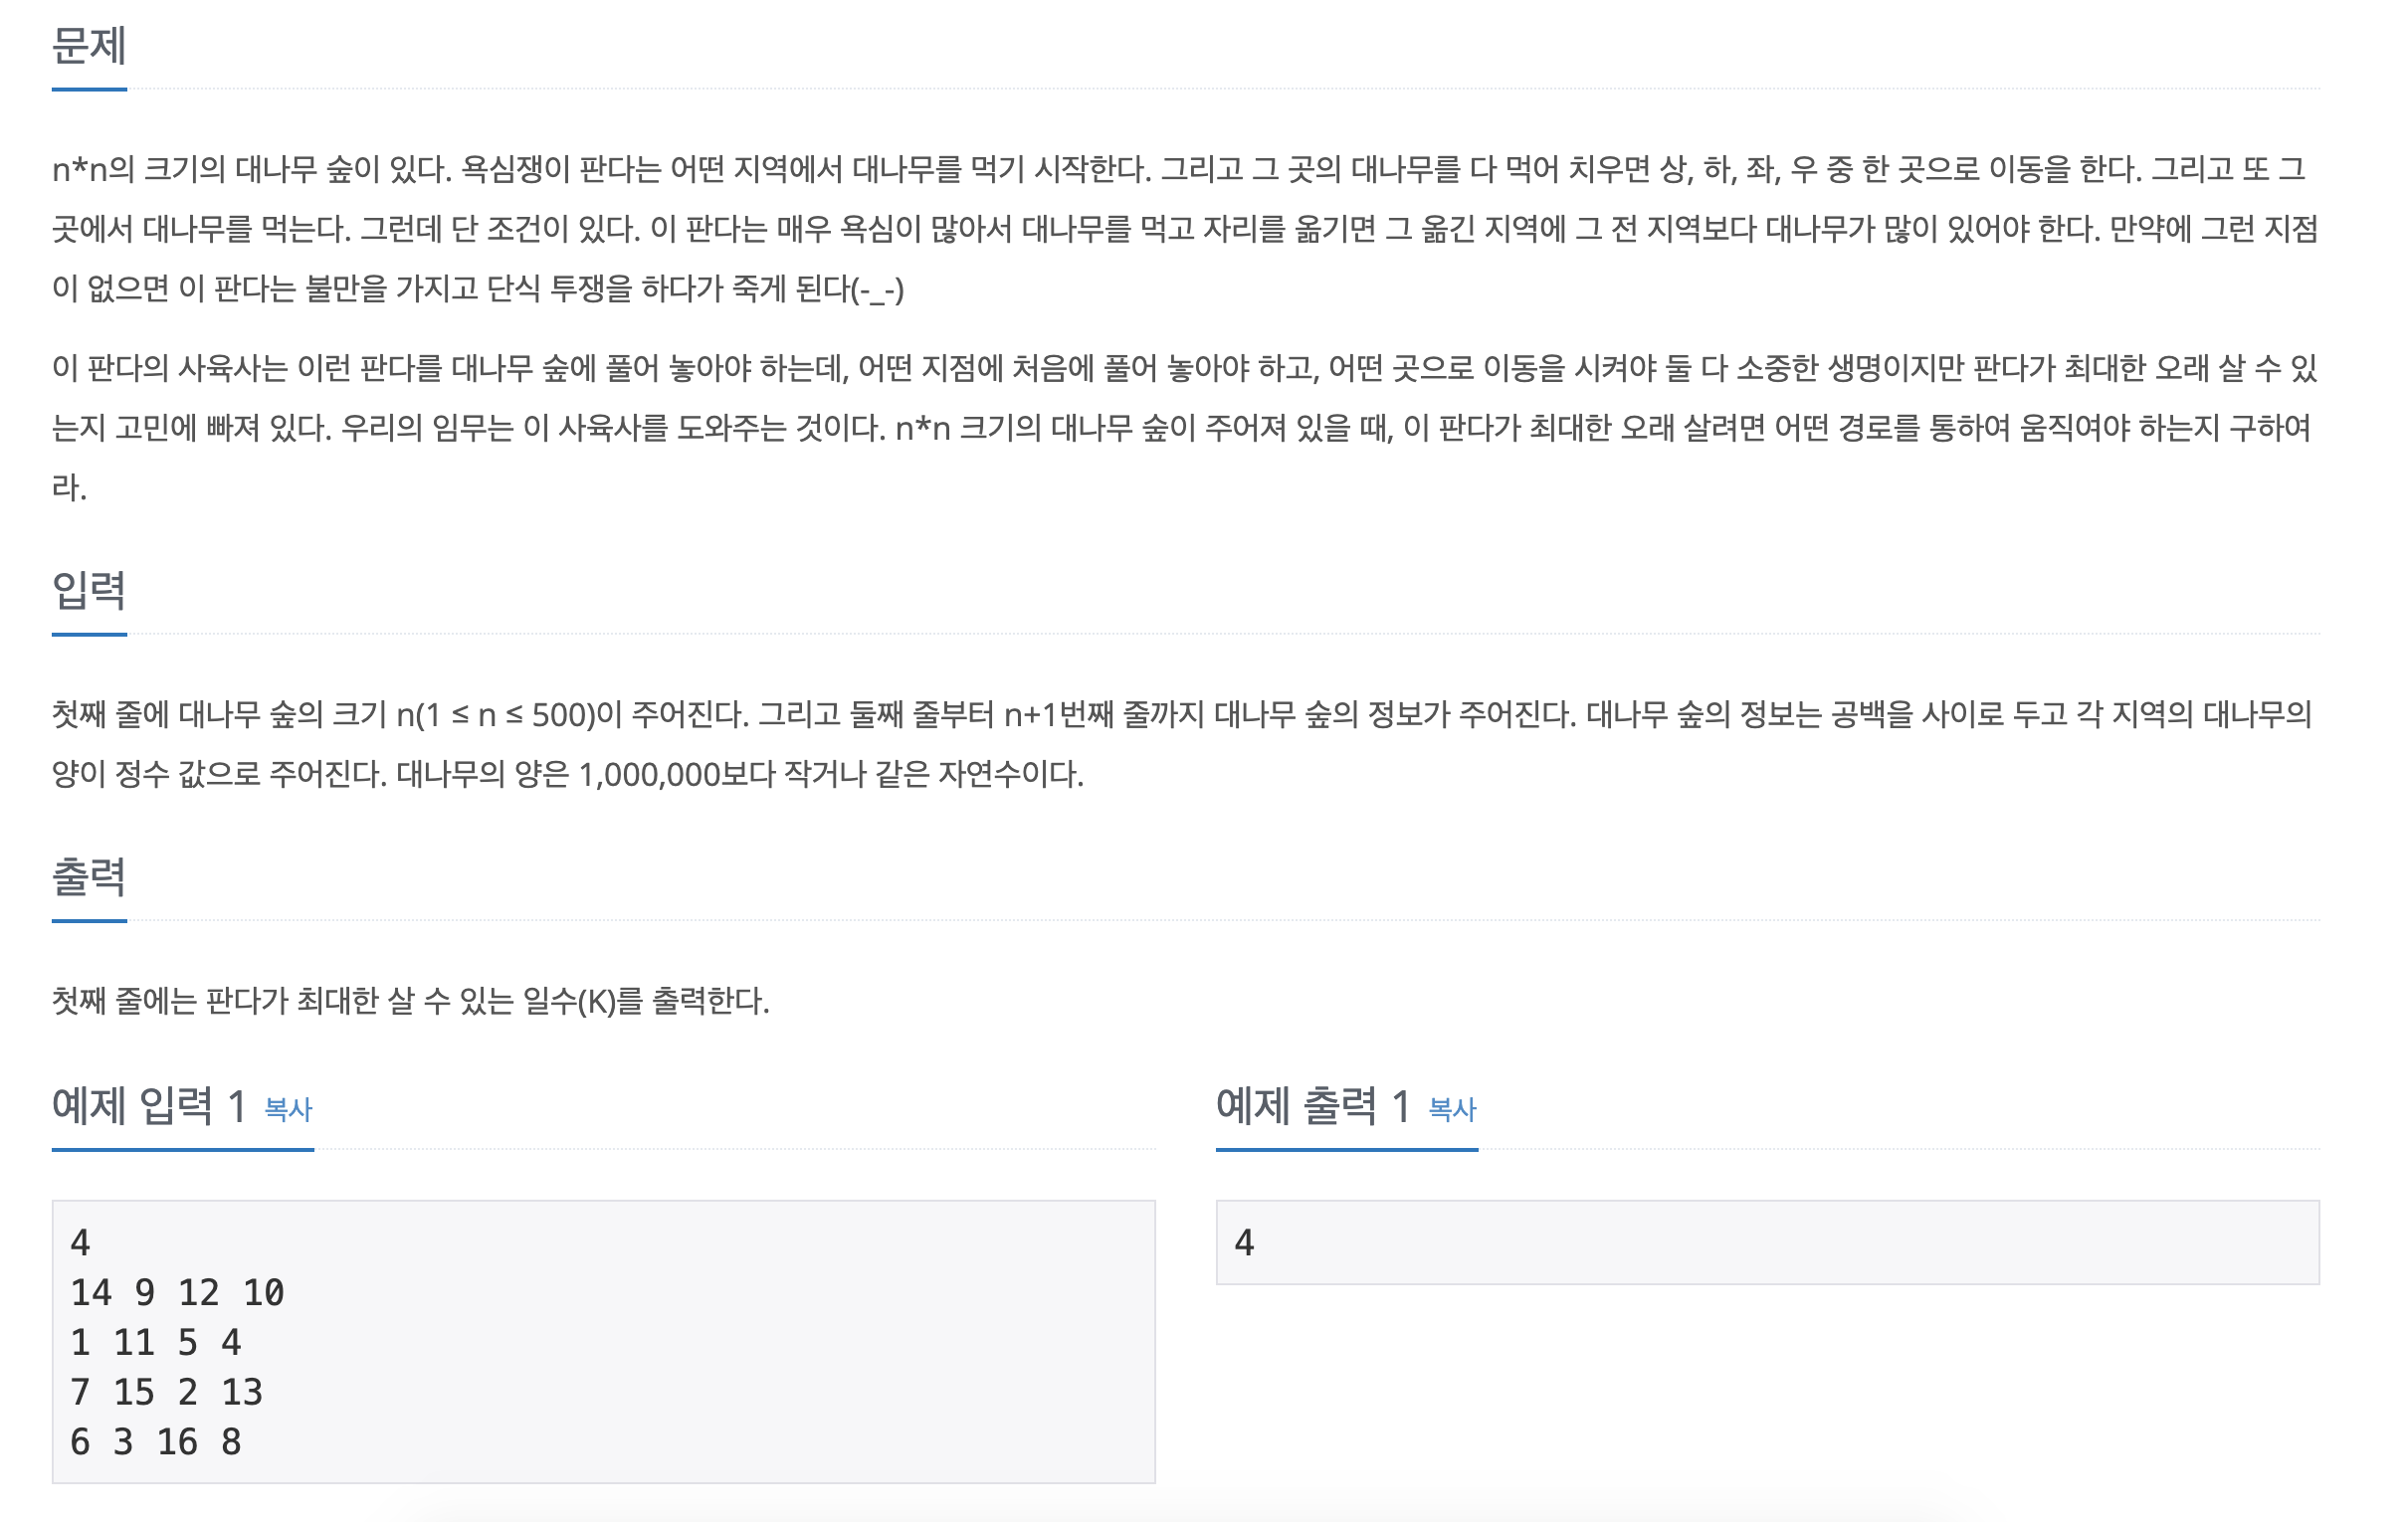 문제
n*n의 크기의 대나무 숲이 있다. 욕심쟁이 판다는 어떤 지역에서 대나무를 먹기 시작한다. 그리고 그 곳의 대나무를 다 먹어 치우면 상, 하, 좌, 우 중 한 곳으로 이동을 한다. 그리고 또 그
곳에서 대나무를 먹는다. 그런데 단 조건이 있다. 이 판다는 매우 욕심이 많아서 대나무를 먹고 자리를 옮기면 그 옮긴 지역에 그 전 지역보다 대나무가 많이 있어야 한다. 만약에 그런 지점
이 없으면 이 판다는 불만을 가지고 단식 투쟁을 하다가 죽게 된다(-_-)
이 판다의 사육사는 이런 판다를 대나무 숲에 풀어 놓아야 하는데, 어떤 지점에 처음에 풀어 놓아야 하고, 어떤 곳으로 이동을 시켜야 둘 다 소중한 생명이지만 판다가 최대한 오래 살 수 있
는지 고민에 빠져 있다. 우리의 임무는 이 사육사를 도와주는 것이다. n*n 크기의 대나무 숲이 주어져 있을 때, 이 판다가 최대한 오래 살려면 어떤 경로를 통하여 움직여야 하는지 구하여
라.
입력
첫째 줄에 대나무 숲의 크기 n(1 ≤ n ≤ 500)이 주어진다. 그리고 둘째 줄부터 n+1번째 줄까지 대나무 숲의 정보가 주어진다. 대나무 숲의 정보는 공백을 사이로 두고 각 지역의 대나무의
양이 정수 값으로 주어진다. 대나무의 양은 1,000,000보다 작거나 같은 자연수이다.
출력
첫째 줄에는 판다가 최대한 살 수 있는 일수(K)를 출력한다.
예제 입력 1 복사
4
14 9 12 10
1 11 5 4
7 15 2 13
6 3 16 8
예제 출력 1 복사
4